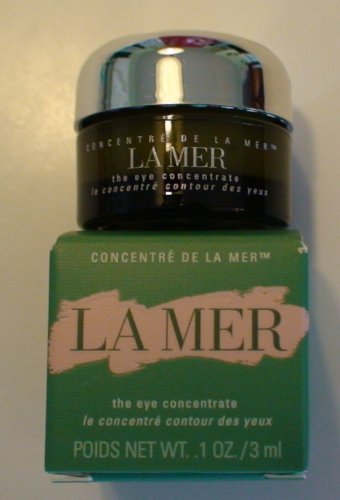 CONCENTRÉ DE LA MER™
LA MER
the eye concentrate
le concentré contour des yeux
CONCENTRÉ DE LA MER™
LA MER
the eye concentrate
le concentré contour des yeux
POIDS NET WT. .1 OZ./3 ml